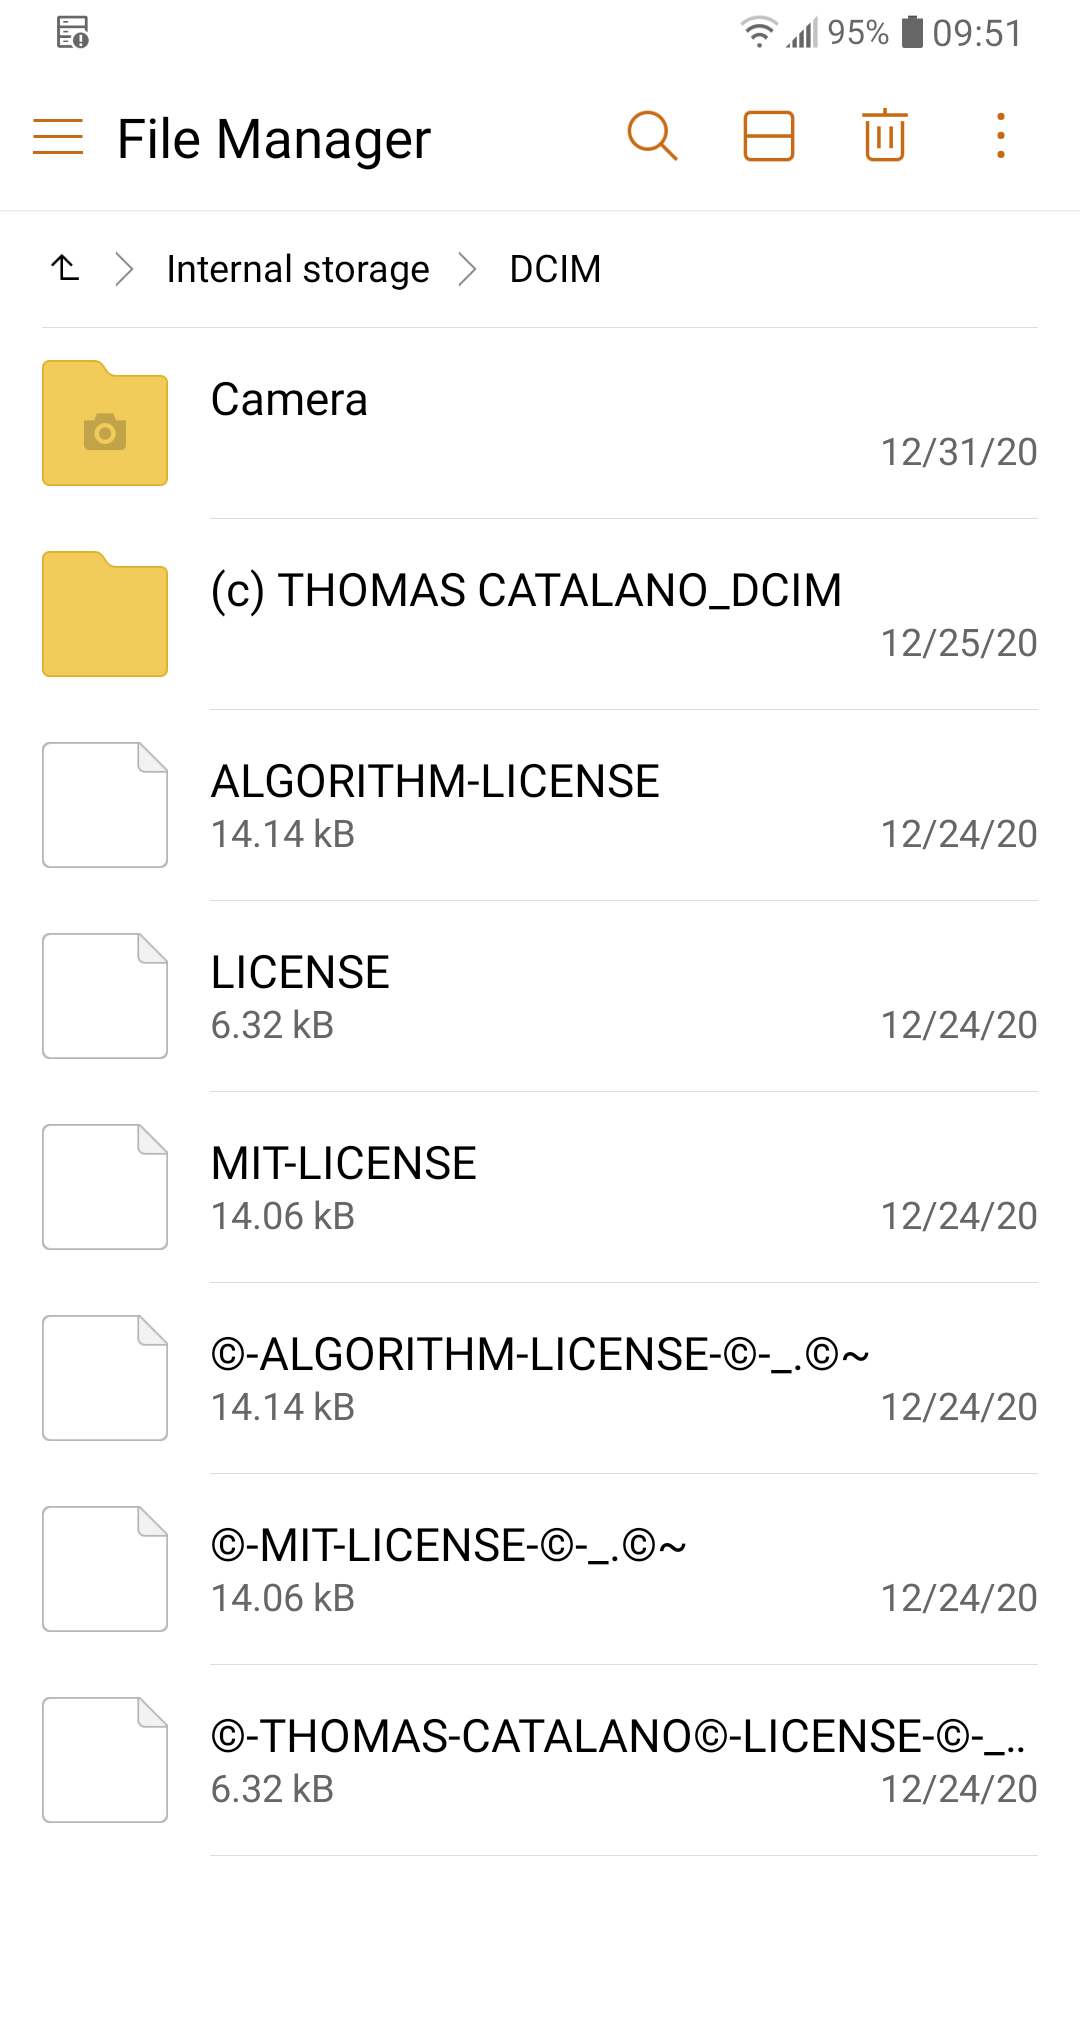 95% 09:51
File Manager
Internal storage DCIM
Camera
12/31/20
(c) THOMAS CATALANO_DCIM
12/25/20
ALGORITHM-LICENSE
14.14 kB 12/24/20
LICENSE
6.32 kB 12/24/20
MIT-LICENSE
14.06 kB 12/24/20
©-ALGORITHM-LICENSE-©-_.©~
14.14 kB 12/24/20
©-MIT-LICENSE-©-_.©~
14.06 kB 12/24/20
©-THOMAS-CATALANO©-LICENSE-©-_..
6.32 kB 12/24/20